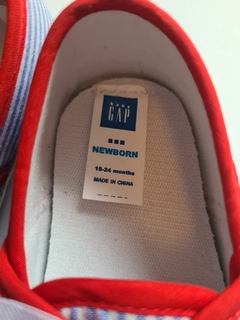 baby
GAP
NEWBORN
18-24 months
MADE IN CHINA